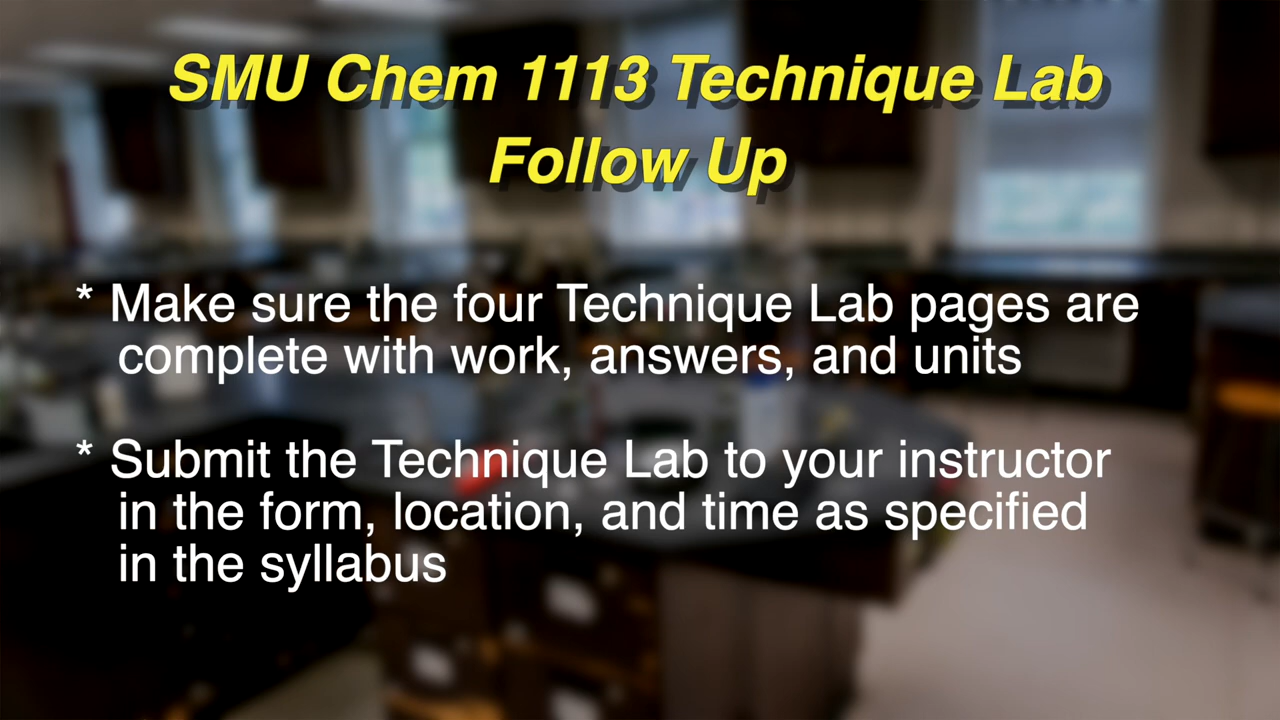 SMU Chem 1113 Technique Lab
Follow Up
* Make sure the four Technique Lab pages are
complete with work, answers, and units
* Submit the Technique Lab to your instructor
in the form, location, and time as specified
in the syllabus